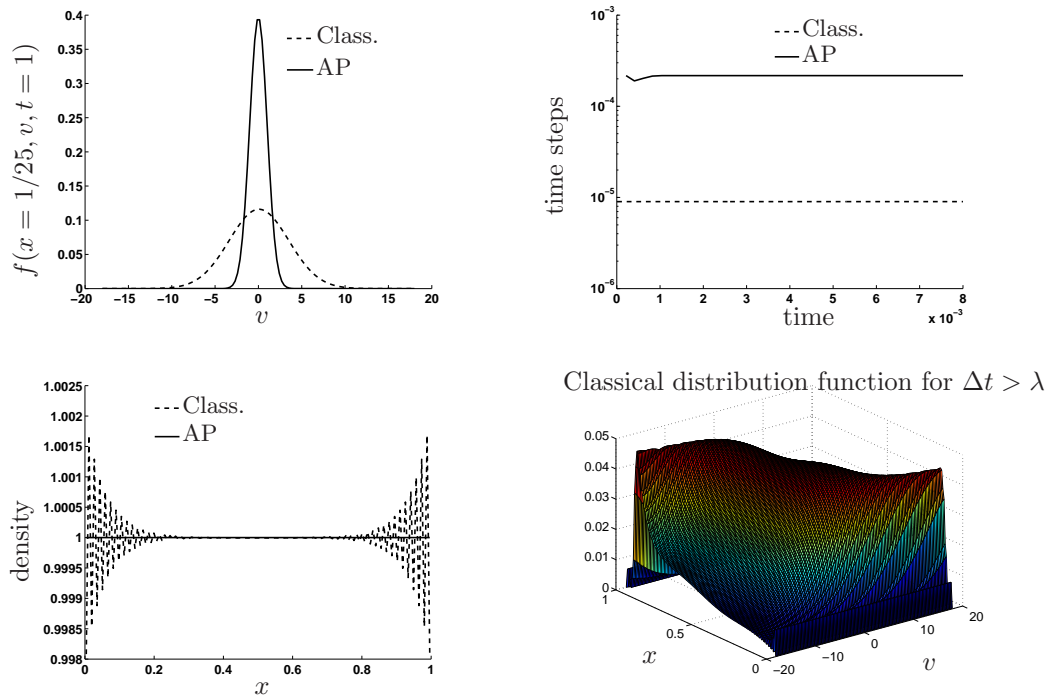 0.4
0.35
0.3
0.25
0.2
0.15
0.1
0.05
0
−20 −15 −10 −5 0 5 10 15 20
v
f(x = 1/25, v, t = 1)
Class.
AP
10⁻³
10⁻⁴
10⁻⁵
10⁻⁶
0 1 2 3 4 5 6 7 8
time
x 10⁻³
time steps
Class.
AP
1.0025
1.002
1.0015
1.001
1.0005
1
0.9995
0.999
0.9985
0.998
0 0.2 0.4 0.6 0.8 1
x
density
Class.
AP
Classical distribution function for Δt > λ
0.05
0.04
0.03
0.02
0.01
0
1
0.5
0
x
−20
−10
0
10
20
v